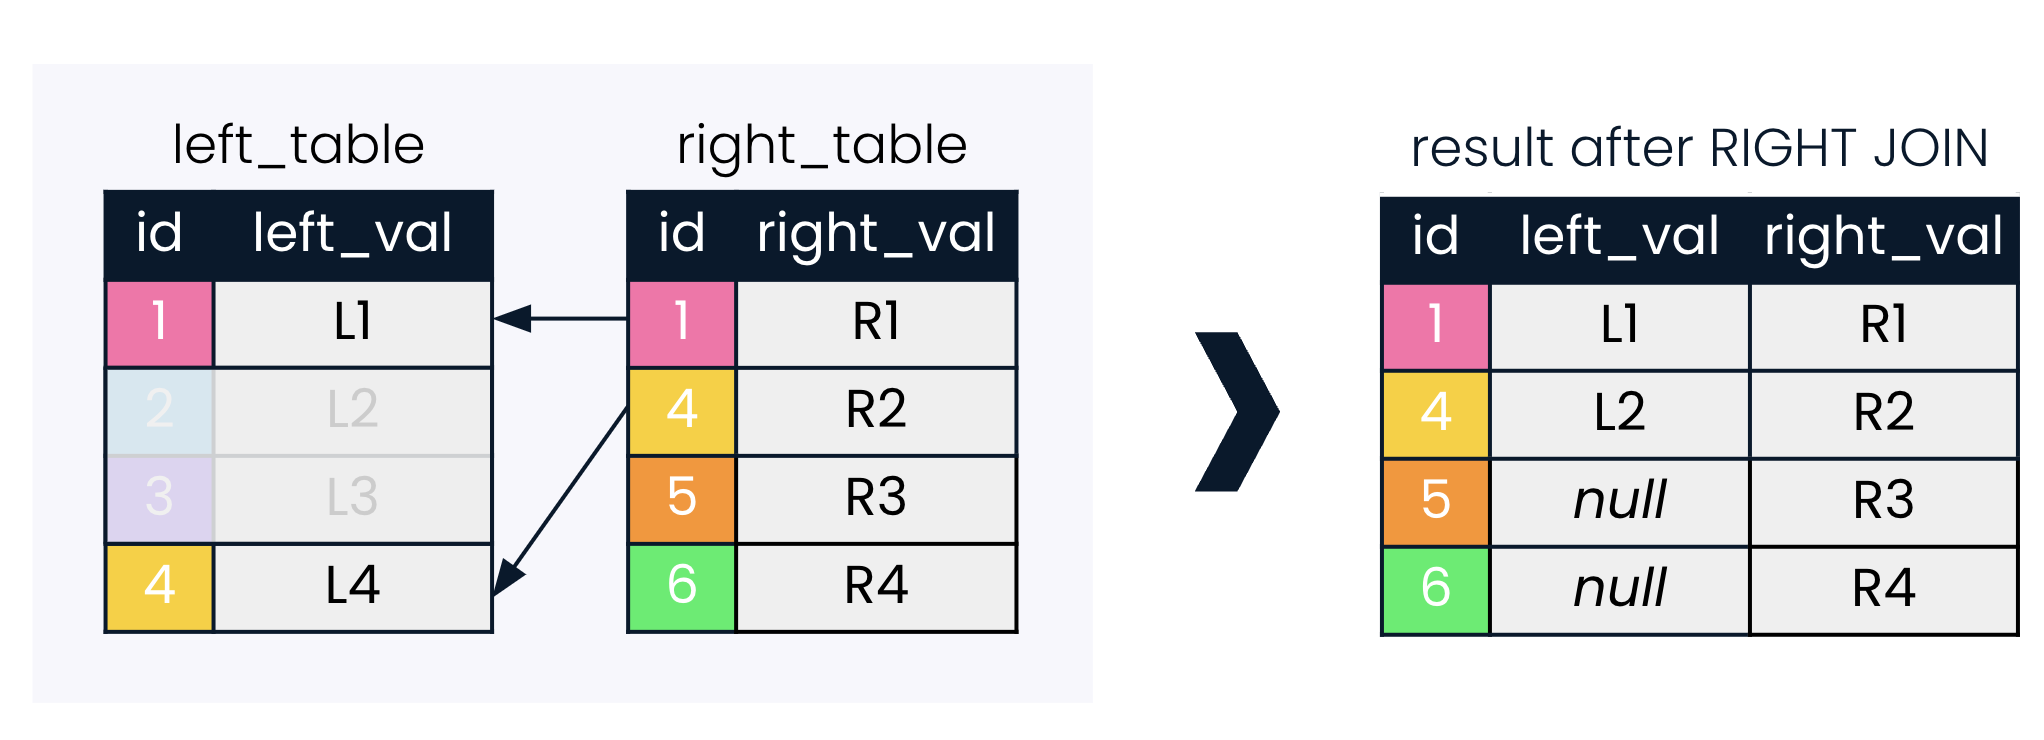 left_table
id left_val
1 L1
2 L2
3 L3
4 L4
right_table
id right_val
1 R1
4 R2
5 R3
6 R4
result after RIGHT JOIN
id left_val right_val
1 L1 R1
4 L2 R2
5 null R3
6 null R4